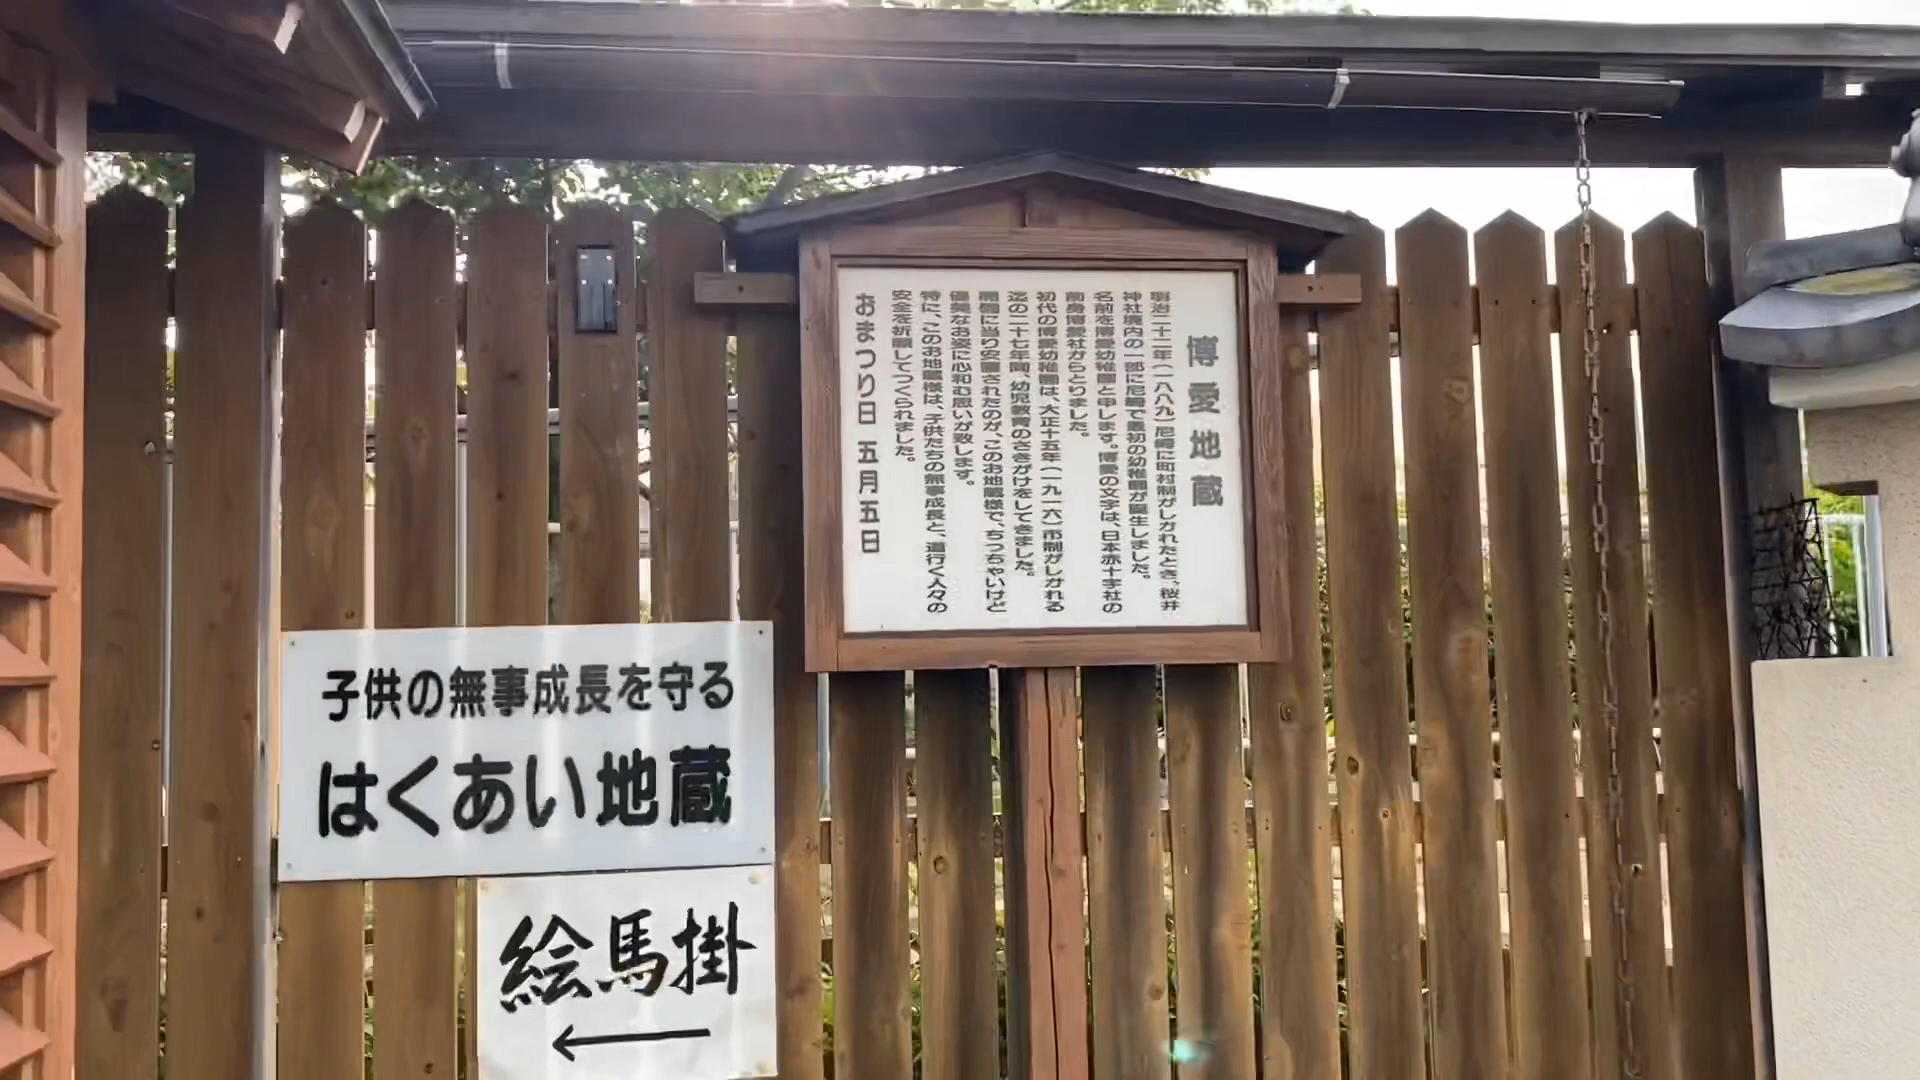 博愛地蔵
明治二十二年(一八八九)尼崎に町村制がしかれたとき、桜井
神社境内の一部に尼崎で最初の幼稚園が誕生しました。
名前を博愛幼稚園と申します。博愛の文字は、日本赤十字社の
前身博愛社からとりました。
初代の博愛幼稚園は、大正十五年(一九一六)市制がしかれる
迄の二十七年間、幼児教育のさきがけをしてきました。
開園に当り安置されたのが、このお地蔵様で、ちっちゃいけど
優美なお姿に心和む思いが致します。
特に、このお地蔵様は、子供たちの無事成長と、道行く人々の
安全を祈願してつくられました。
おまつり日 五月五日
子供の無事成長を守る
はくあい地蔵
絵馬掛
←